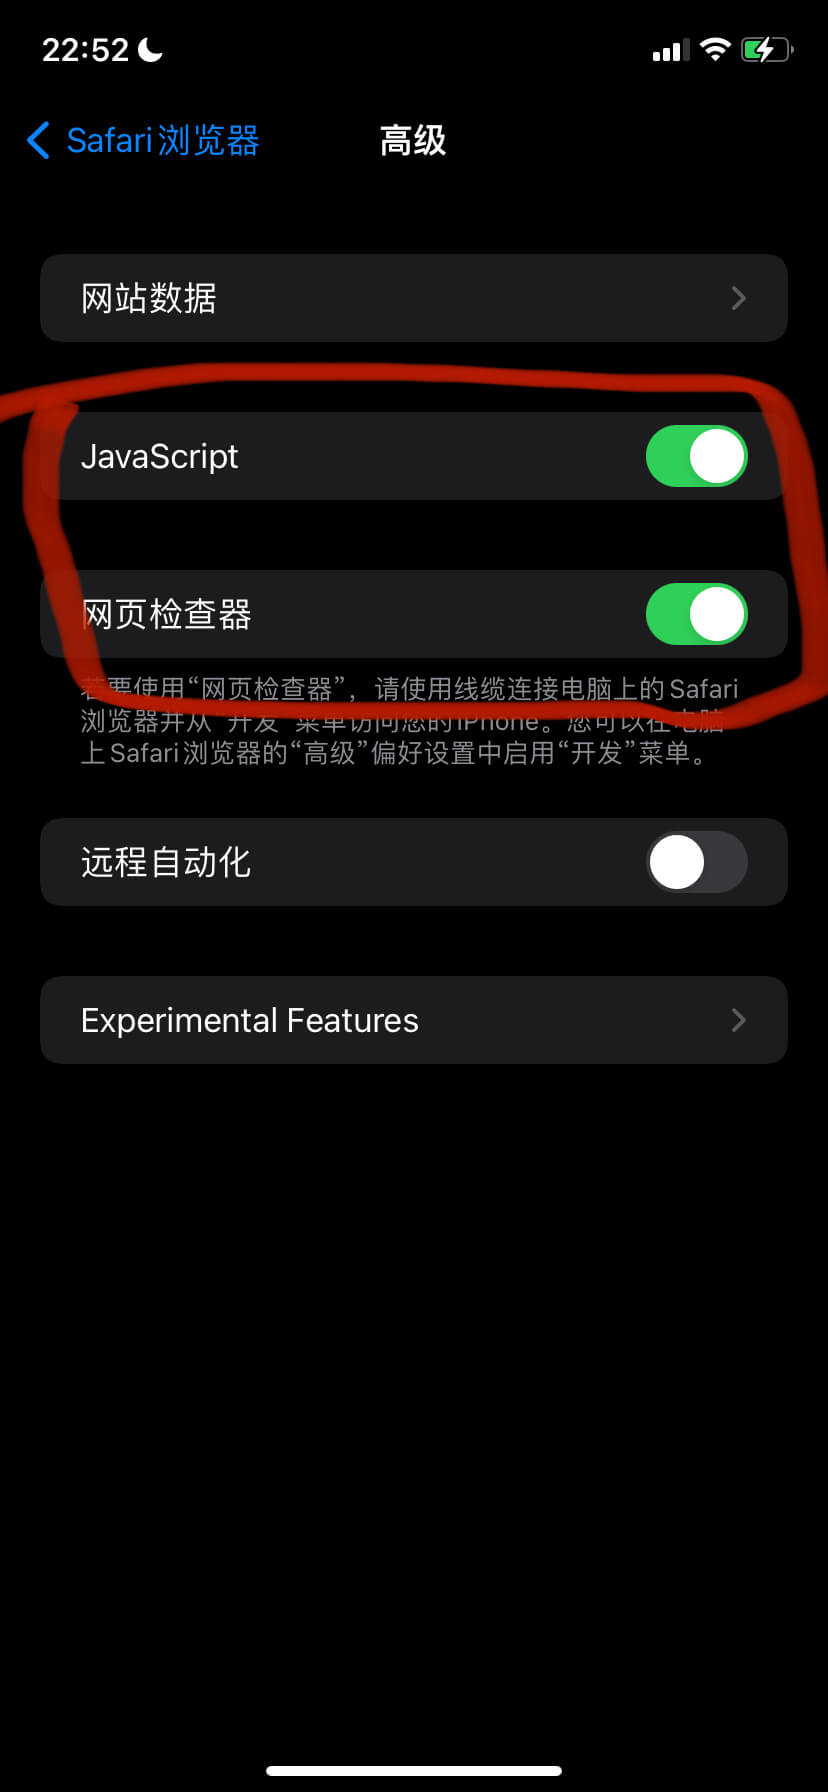 22:52
Safari浏览器
高级
网站数据
JavaScript
网页检查器
若要使用“网页检查器”，请使用线缆连接电脑上的Safari
浏览器并从“开发”菜单访问您的iPhone。您可以在电脑
上Safari浏览器的“高级”偏好设置中启用“开发”菜单。
远程自动化
Experimental Features